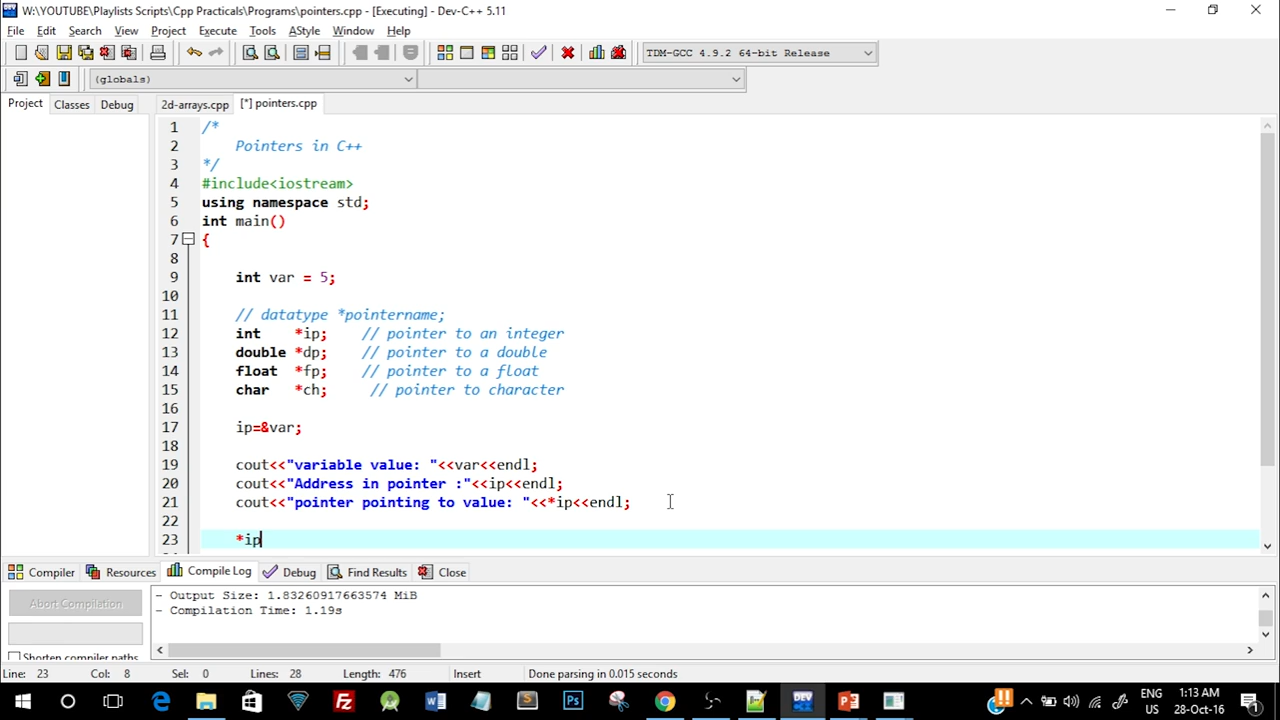 W:\YOUTUBE\Playlists Scripts\Cpp Practicals\Programs\pointers.cpp - [Executing] - Dev-C++ 5.11
File Edit Search View Project Execute Tools AStyle Window Help
TDM-GCC 4.9.2 64-bit Release
(globals)
Project Classes Debug 2d-arrays.cpp [*] pointers.cpp
1 /*
2 Pointers in C++
3 */
4 #include<iostream>
5 using namespace std;
6 int main()
7 {
8
9 int var = 5;
10
11 // datatype *pointername;
12 int *ip; // pointer to an integer
13 double *dp; // pointer to a double
14 float *fp; // pointer to a float
15 char *ch; // pointer to character
16
17 ip=&var;
18
19 cout<<"variable value: "<<var<<endl;
20 cout<<"Address in pointer :"<<ip<<endl;
21 cout<<"pointer pointing to value: "<<*ip<<endl;
22
23 *ip
Compiler Resources Compile Log Debug Find Results Close
Abort Compilation
- Output Size: 1.83260917663574 MiB
- Compilation Time: 1.19s
Shorten compiler paths
Line: 23 Col: 8 Sel: 0 Lines: 28 Length: 476 Insert Done parsing in 0.015 seconds
ENG 1:13 AM
US 28-Oct-16